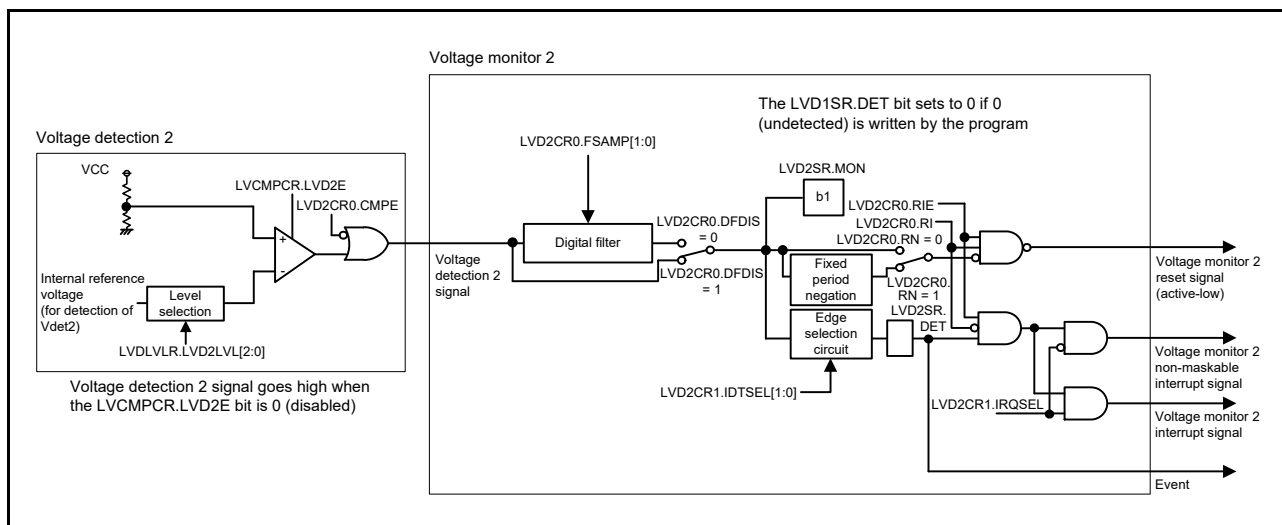 Voltage monitor 2
The LVD1SR.DET bit sets to 0 if 0
(undetected) is written by the program
Voltage detection 2
VCC
LVCMPCR.LVD2E
LVD2CR0.CMPE
+
-
Internal reference
voltage
(for detection of
Vdet2)
Level
selection
LVDLVLR.LVD2LVL[2:0]
Voltage detection 2 signal goes high when
the LVCMPCR.LVD2E bit is 0 (disabled)
LVD2CR0.FSAMP[1:0]
Digital filter
Voltage
detection 2
signal
LVD2CR0.DFDIS
= 0
LVD2CR0.DFDIS
= 1
LVD2SR.MON
b1
LVD2CR0.RIE
LVD2CR0.RI
LVD2CR0.RN = 0
Fixed
period
negation
LVD2CR0.
RN = 1
LVD2SR.
DET
Edge
selection
circuit
LVD2CR1.IDTSEL[1:0]
LVD2CR1.IRQSEL
Voltage monitor 2
reset signal
(active-low)
Voltage monitor 2
non-maskable
interrupt signal
Voltage monitor 2
interrupt signal
Event